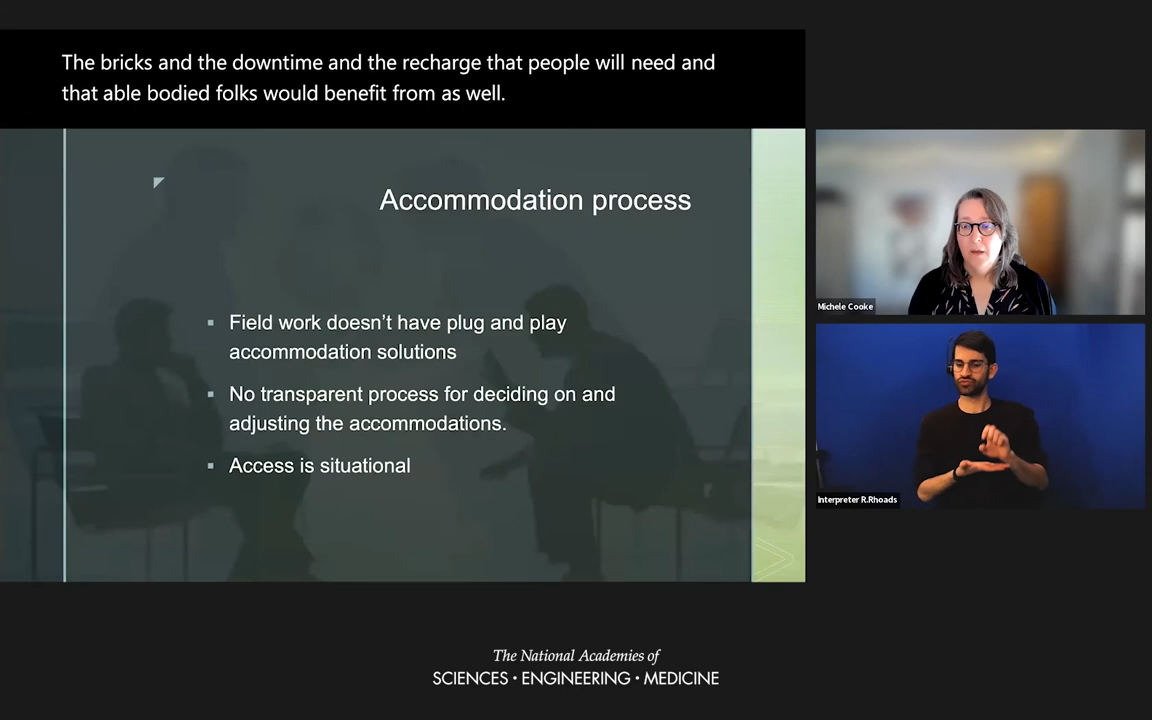 The bricks and the downtime and the recharge that people will need and
that able bodied folks would benefit from as well.
Accommodation process
▪ Field work doesn’t have plug and play
accommodation solutions
▪ No transparent process for deciding on and
adjusting the accommodations.
▪ Access is situational
Michele Cooke
Interpreter R.Rhoads
The National Academies of
SCIENCES · ENGINEERING · MEDICINE